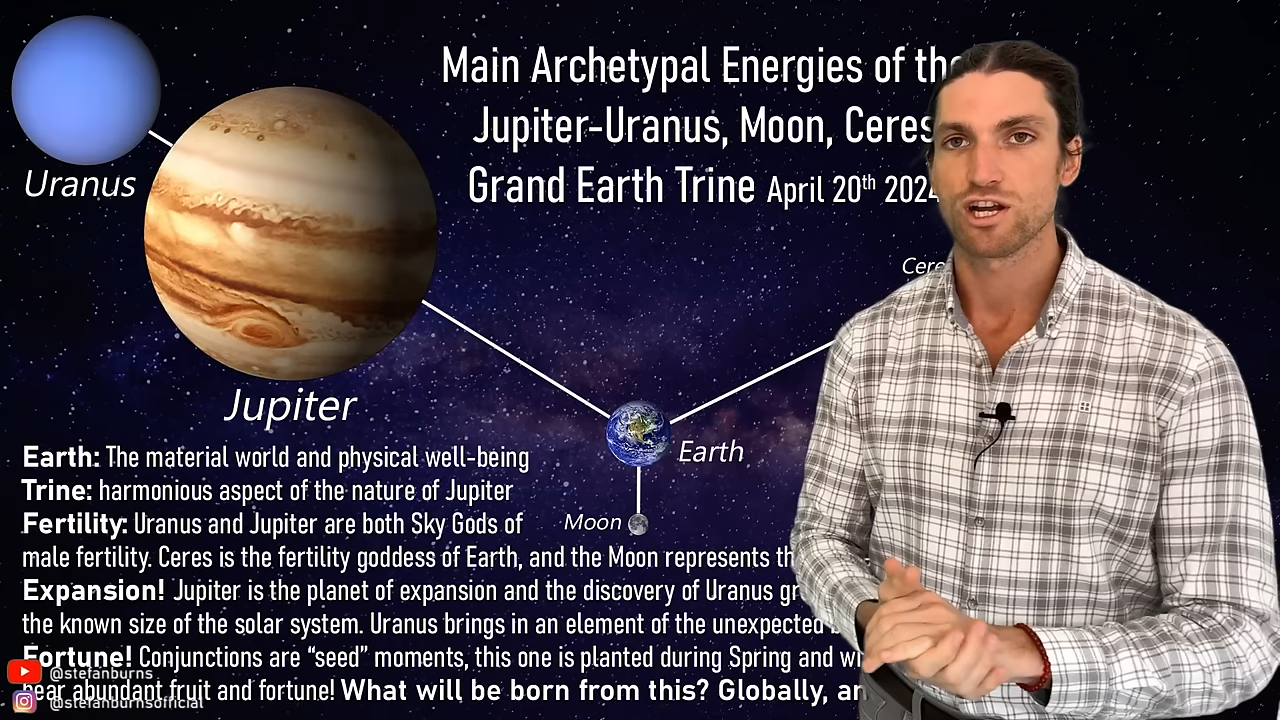 Main Archetypal Energies of the
Jupiter-Uranus, Moon, Ceres
Grand Earth Trine April 20th 2024
Uranus
Jupiter
Earth
Moon
Earth: The material world and physical well-being
Trine: harmonious aspect of the nature of Jupiter
Fertility: Uranus and Jupiter are both Sky Gods of
male fertility. Ceres is the fertility goddess of Earth, and the Moon represents
Expansion! Jupiter is the planet of expansion and the discovery of Uranus
the known size of the solar system. Uranus brings in an element of the unexpected
Fortune! Conjunctions are “seed” moments, this one is planted during Spring and
bear abundant fruit and fortune! What will be born from this? Globally,
@stefanburns
@stefanburnsofficial